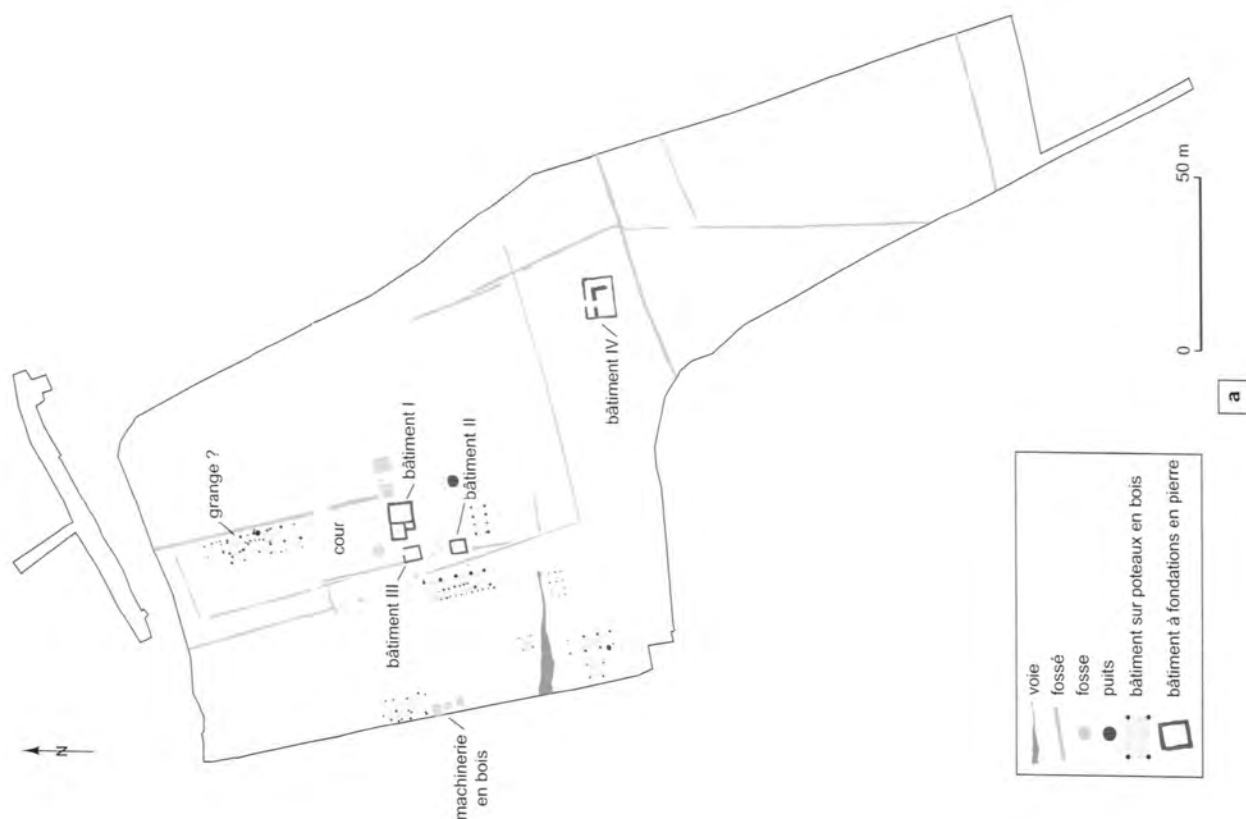 N
grange ?
cour
bâtiment I
bâtiment II
bâtiment III
bâtiment IV
machinerie
en bois
voie
fossé
fosse
puits
bâtiment sur poteaux en bois
bâtiment à fondations en pierre
0
50 m
a